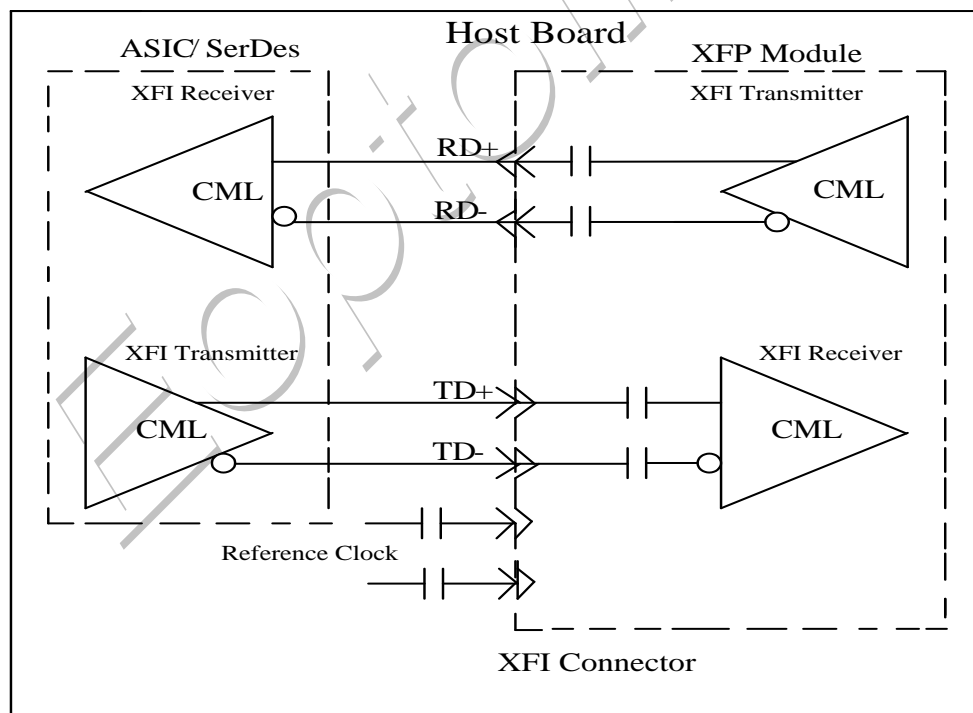 Host Board
ASIC/ SerDes
XFP Module
XFI Receiver
XFI Transmitter
RD+
CML
CML
RD-
XFI Transmitter
XFI Receiver
TD+
CML
CML
TD-
Reference Clock
XFI Connector